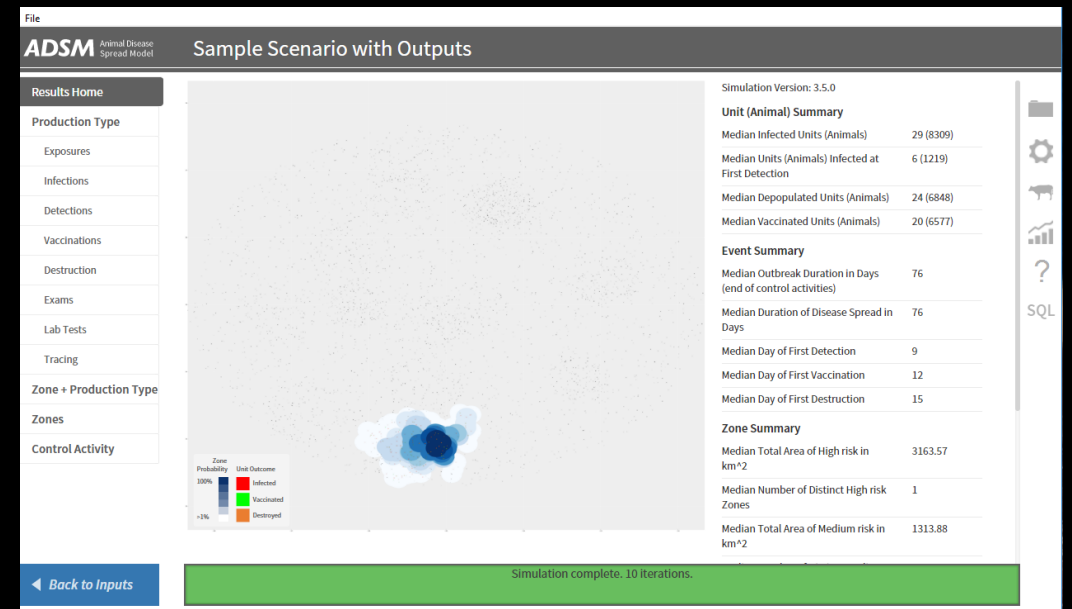 File
ADSM Animal Disease
Spread Model
Sample Scenario with Outputs
Results Home
Production Type
Exposures
Infections
Detections
Vaccinations
Destruction
Exams
Lab Tests
Tracing
Zone + Production Type
Zones
Control Activity
Back to Inputs
Zone
Probability
100%
<1%
Unit Outcome
Infected
Vaccinated
Destroyed
Simulation Version: 3.5.0
Unit (Animal) Summary
Median Infected Units (Animals) 29 (8309)
Median Units (Animals) Infected at 6 (1219)
First Detection
Median Depopulated Units (Animals) 24 (6848)
Median Vaccinated Units (Animals) 20 (6577)
Event Summary
Median Outbreak Duration in Days 76
(end of control activities)
Median Duration of Disease Spread in 76
Days
Median Day of First Detection 9
Median Day of First Vaccination 12
Median Day of First Destruction 15
Zone Summary
Median Total Area of High risk in 3163.57
km^2
Median Number of Distinct High risk 1
Zones
Median Total Area of Medium risk in 1313.88
km^2
?
SQL
Simulation complete. 10 iterations.